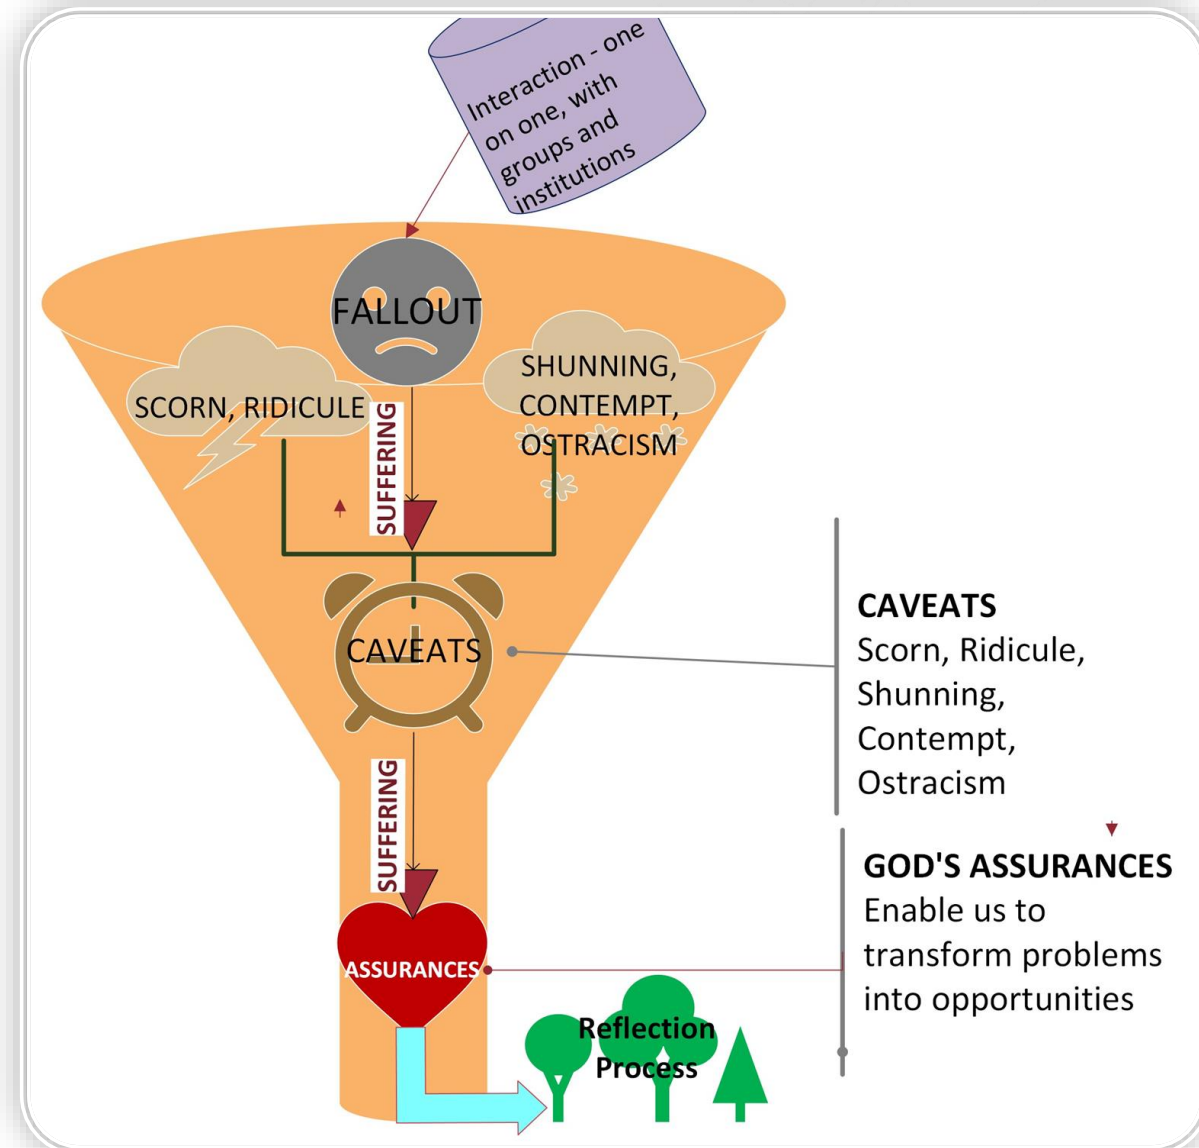 Interaction - one
on one, with
groups and
institutions
FALLOUT
SCORN, RIDICULE
SHUNNING,
CONTEMPT,
OSTRACISM
SUFFERING
CAVEATS
CAVEATS
Scorn, Ridicule,
Shunning,
Contempt,
Ostracism
SUFFERING
GOD'S ASSURANCES
Enable us to
transform problems
into opportunities
ASSURANCES
Reflection
Process